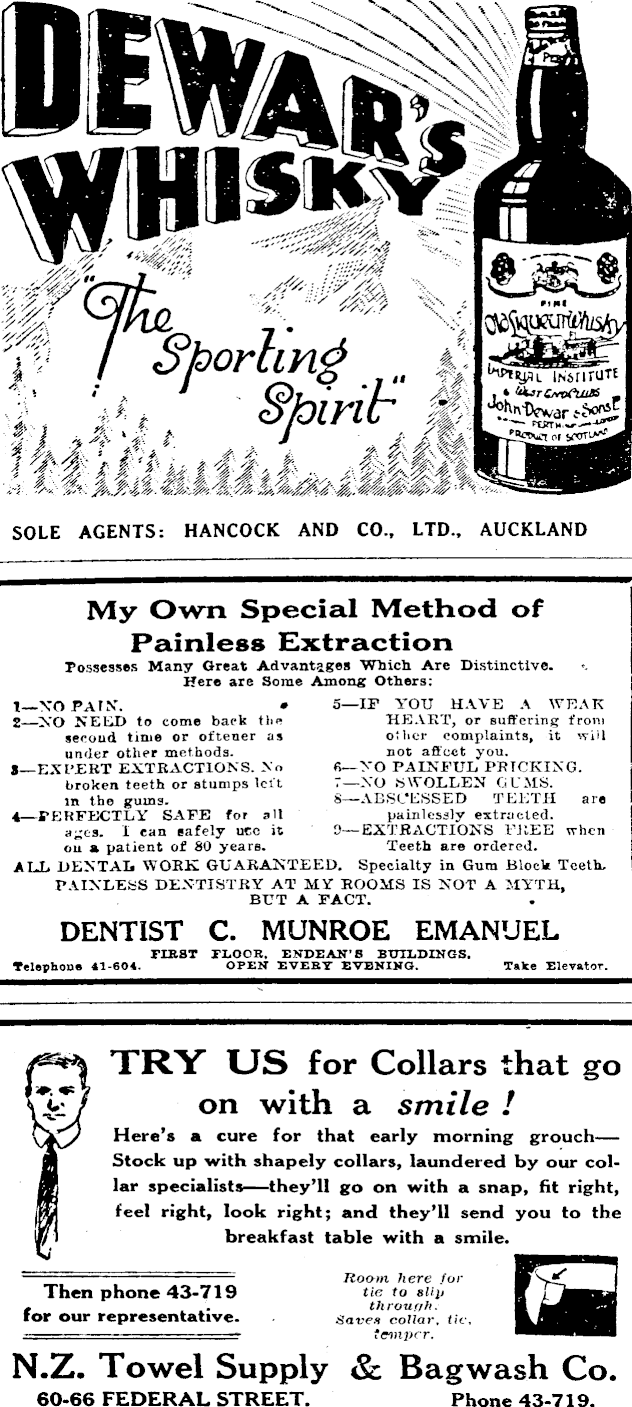 DEWAR'S
WHISKY
"The
Sporting
Spirit"
FINE
Old Liqueur Whisky
IMPERIAL INSTITUTE
& WEST END CLUBS
John Dewar & Sons Ld
PERTH LONDON
PRODUCT OF SCOTLAND
SOLE AGENTS: HANCOCK AND CO., LTD., AUCKLAND
My Own Special Method of
Painless Extraction
Possesses Many Great Advantages Which Are Distinctive.
Here are Some Among Others:
1—NO PAIN.
2—NO NEED to come back the
second time or oftener as
under other methods.
3—EXPERT EXTRACTIONS. No
broken teeth or stumps left
in the gums.
4—PERFECTLY SAFE for all
ages. I can safely use it
on a patient of 80 years.
5—IF YOU HAVE A WEAK
HEART, or suffering from
other complaints, it will
not affect you.
6—NO PAINFUL PRICKING.
7—NO SWOLLEN GUMS.
8—ABSCESSED TEETH are
painlessly extracted.
9—EXTRACTIONS FREE when
Teeth are ordered.
ALL DENTAL WORK GUARANTEED. Specialty in Gum Block Teeth.
PAINLESS DENTISTRY AT MY ROOMS IS NOT A MYTH,
BUT A FACT.
DENTIST C. MUNROE EMANUEL
FIRST FLOOR, ENDEAN'S BUILDINGS.
Telephone 41-604. OPEN EVERY EVENING. Take Elevator.
TRY US for Collars that go
on with a smile!
Here's a cure for that early morning grouch—
Stock up with shapely collars, laundered by our col-
lar specialists—they'll go on with a snap, fit right,
feel right, look right; and they'll send you to the
breakfast table with a smile.
Then phone 43-719
for our representative.
Room here for
tie to slip
through.
Saves collar, tie,
temper.
N.Z. Towel Supply & Bagwash Co.
60-66 FEDERAL STREET. Phone 43-719.